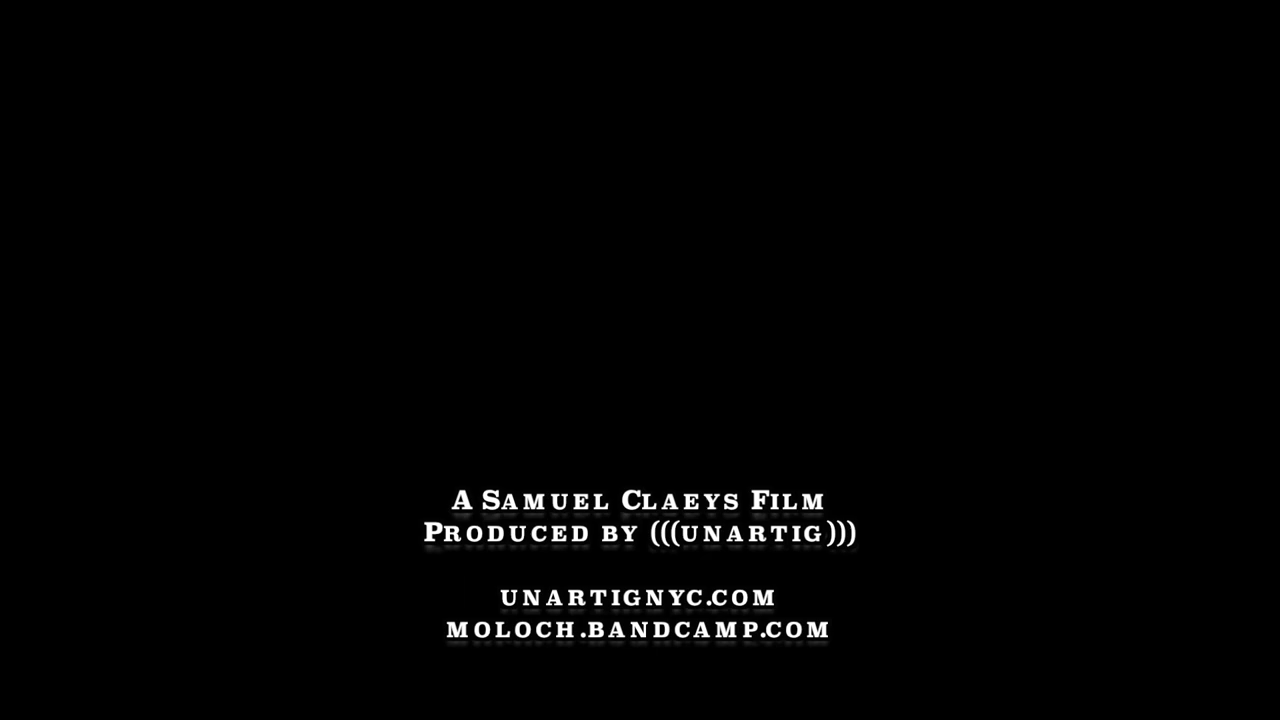 A Samuel Claeys Film
Produced by (((unartig)))
unartignyc.com
moloch.bandcamp.com